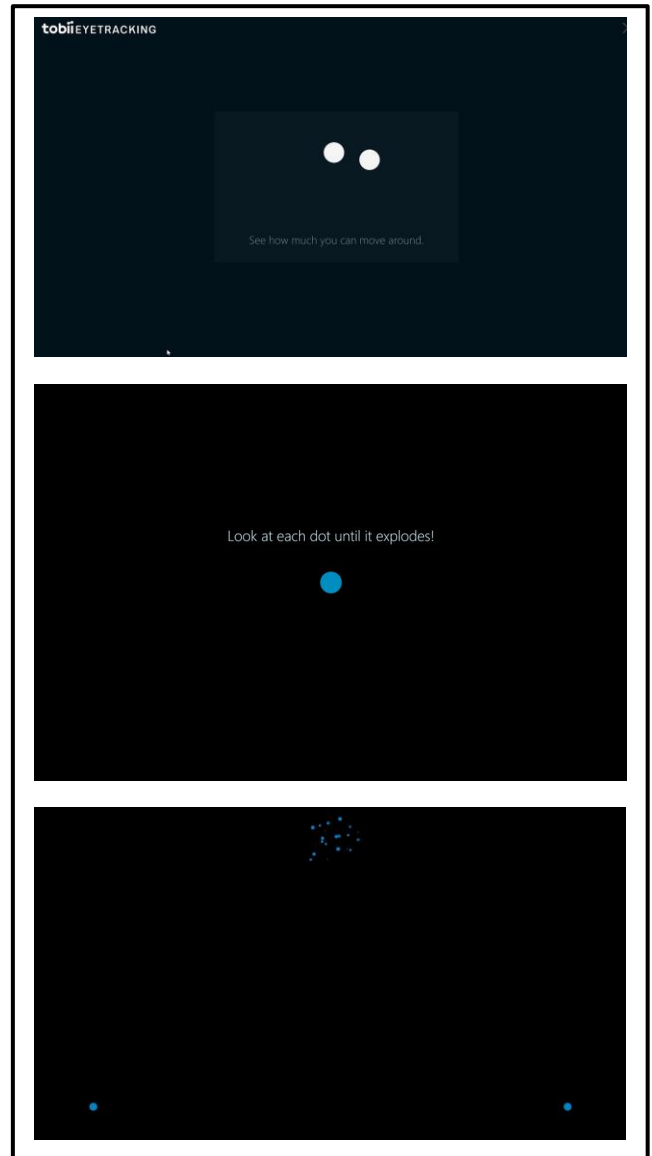 tobii EYETRACKING
See how much you can move around.
Look at each dot until it explodes!